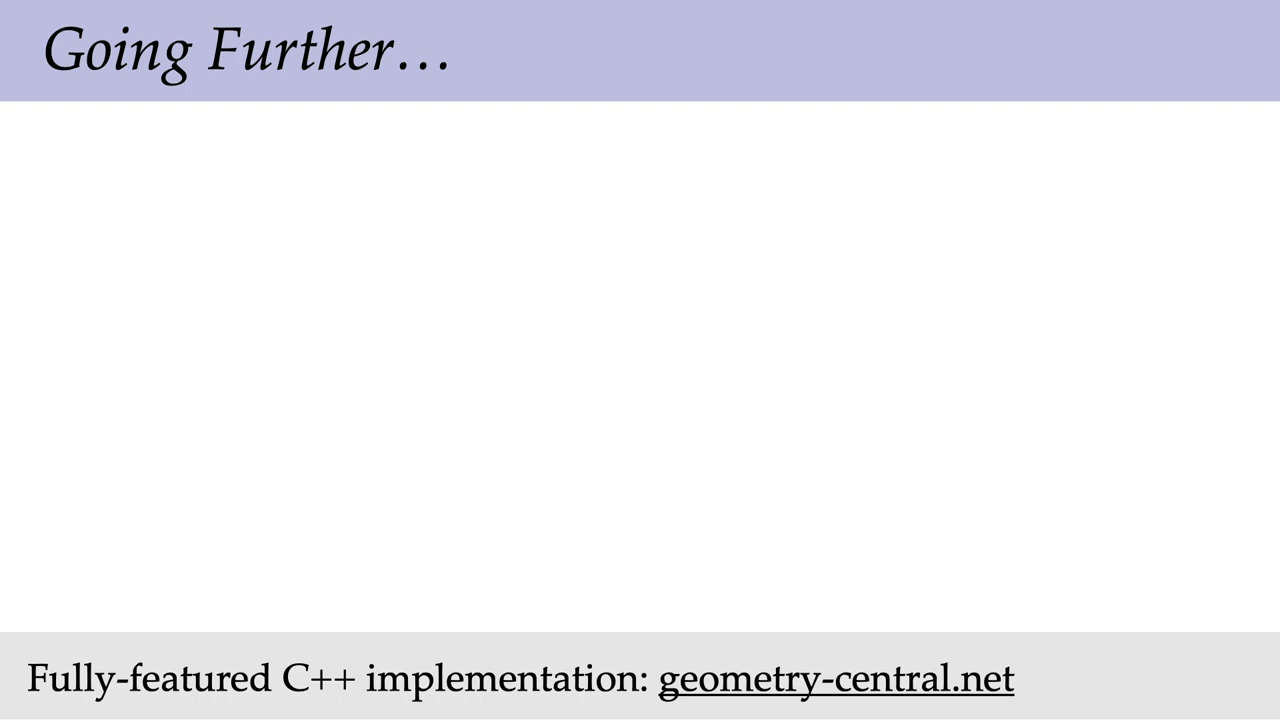 Going Further…
Fully-featured C++ implementation: geometry-central.net